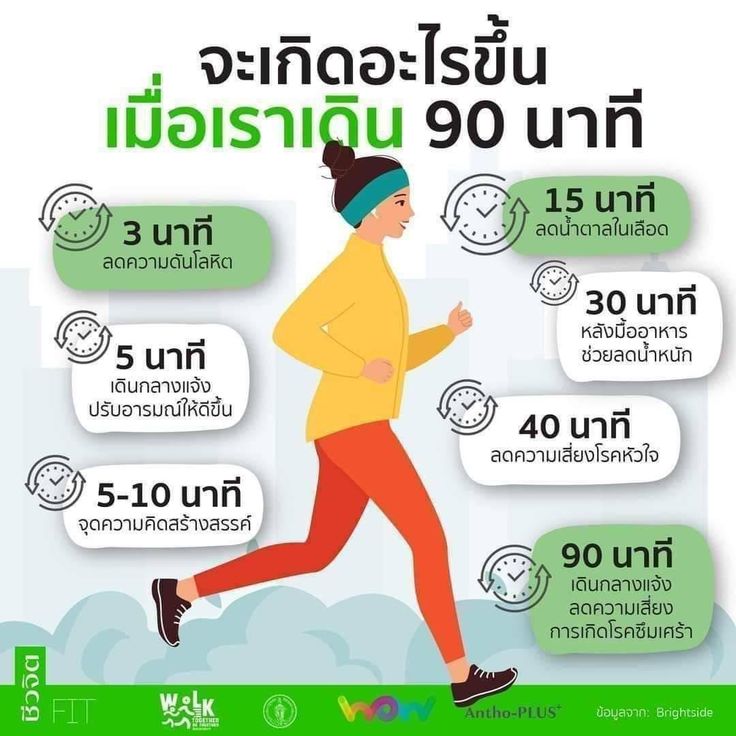 จะเกิดอะไรขึ้น
เมื่อเราเดิน 90 นาที
3 นาที
ลดความดันโลหิต
5 นาที
เดินกลางแจ้ง
ปรับอารมณ์ให้ดีขึ้น
5-10 นาที
จุดความคิดสร้างสรรค์
15 นาที
ลดน้ำตาลในเลือด
30 นาที
หลังมื้ออาหาร
ช่วยลดน้ำหนัก
40 นาที
ลดความเสี่ยงโรคหัวใจ
90 นาที
เดินกลางแจ้ง
ลดความเสี่ยง
การเกิดโรคซึมเศร้า
ชีวจิต
FIT
WALK
TOGETHER
WOW
Antho-PLUS+
ข้อมูลจาก: Brightside